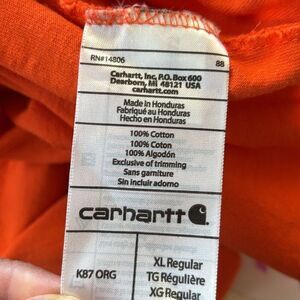 RN#14806 88
Carhartt, Inc. P.O. Box 600
Dearborn, MI 48121 USA
carhartt.com
Made in Honduras
Fabriqué au Honduras
Hecho en Honduras
100% Cotton
100% Coton
100% Algodón
Exclusive of trimming
Sans garniture
Sin incluir adorno
carhartt
K87 ORG
XL Regular
TG Régulière
XG Regular